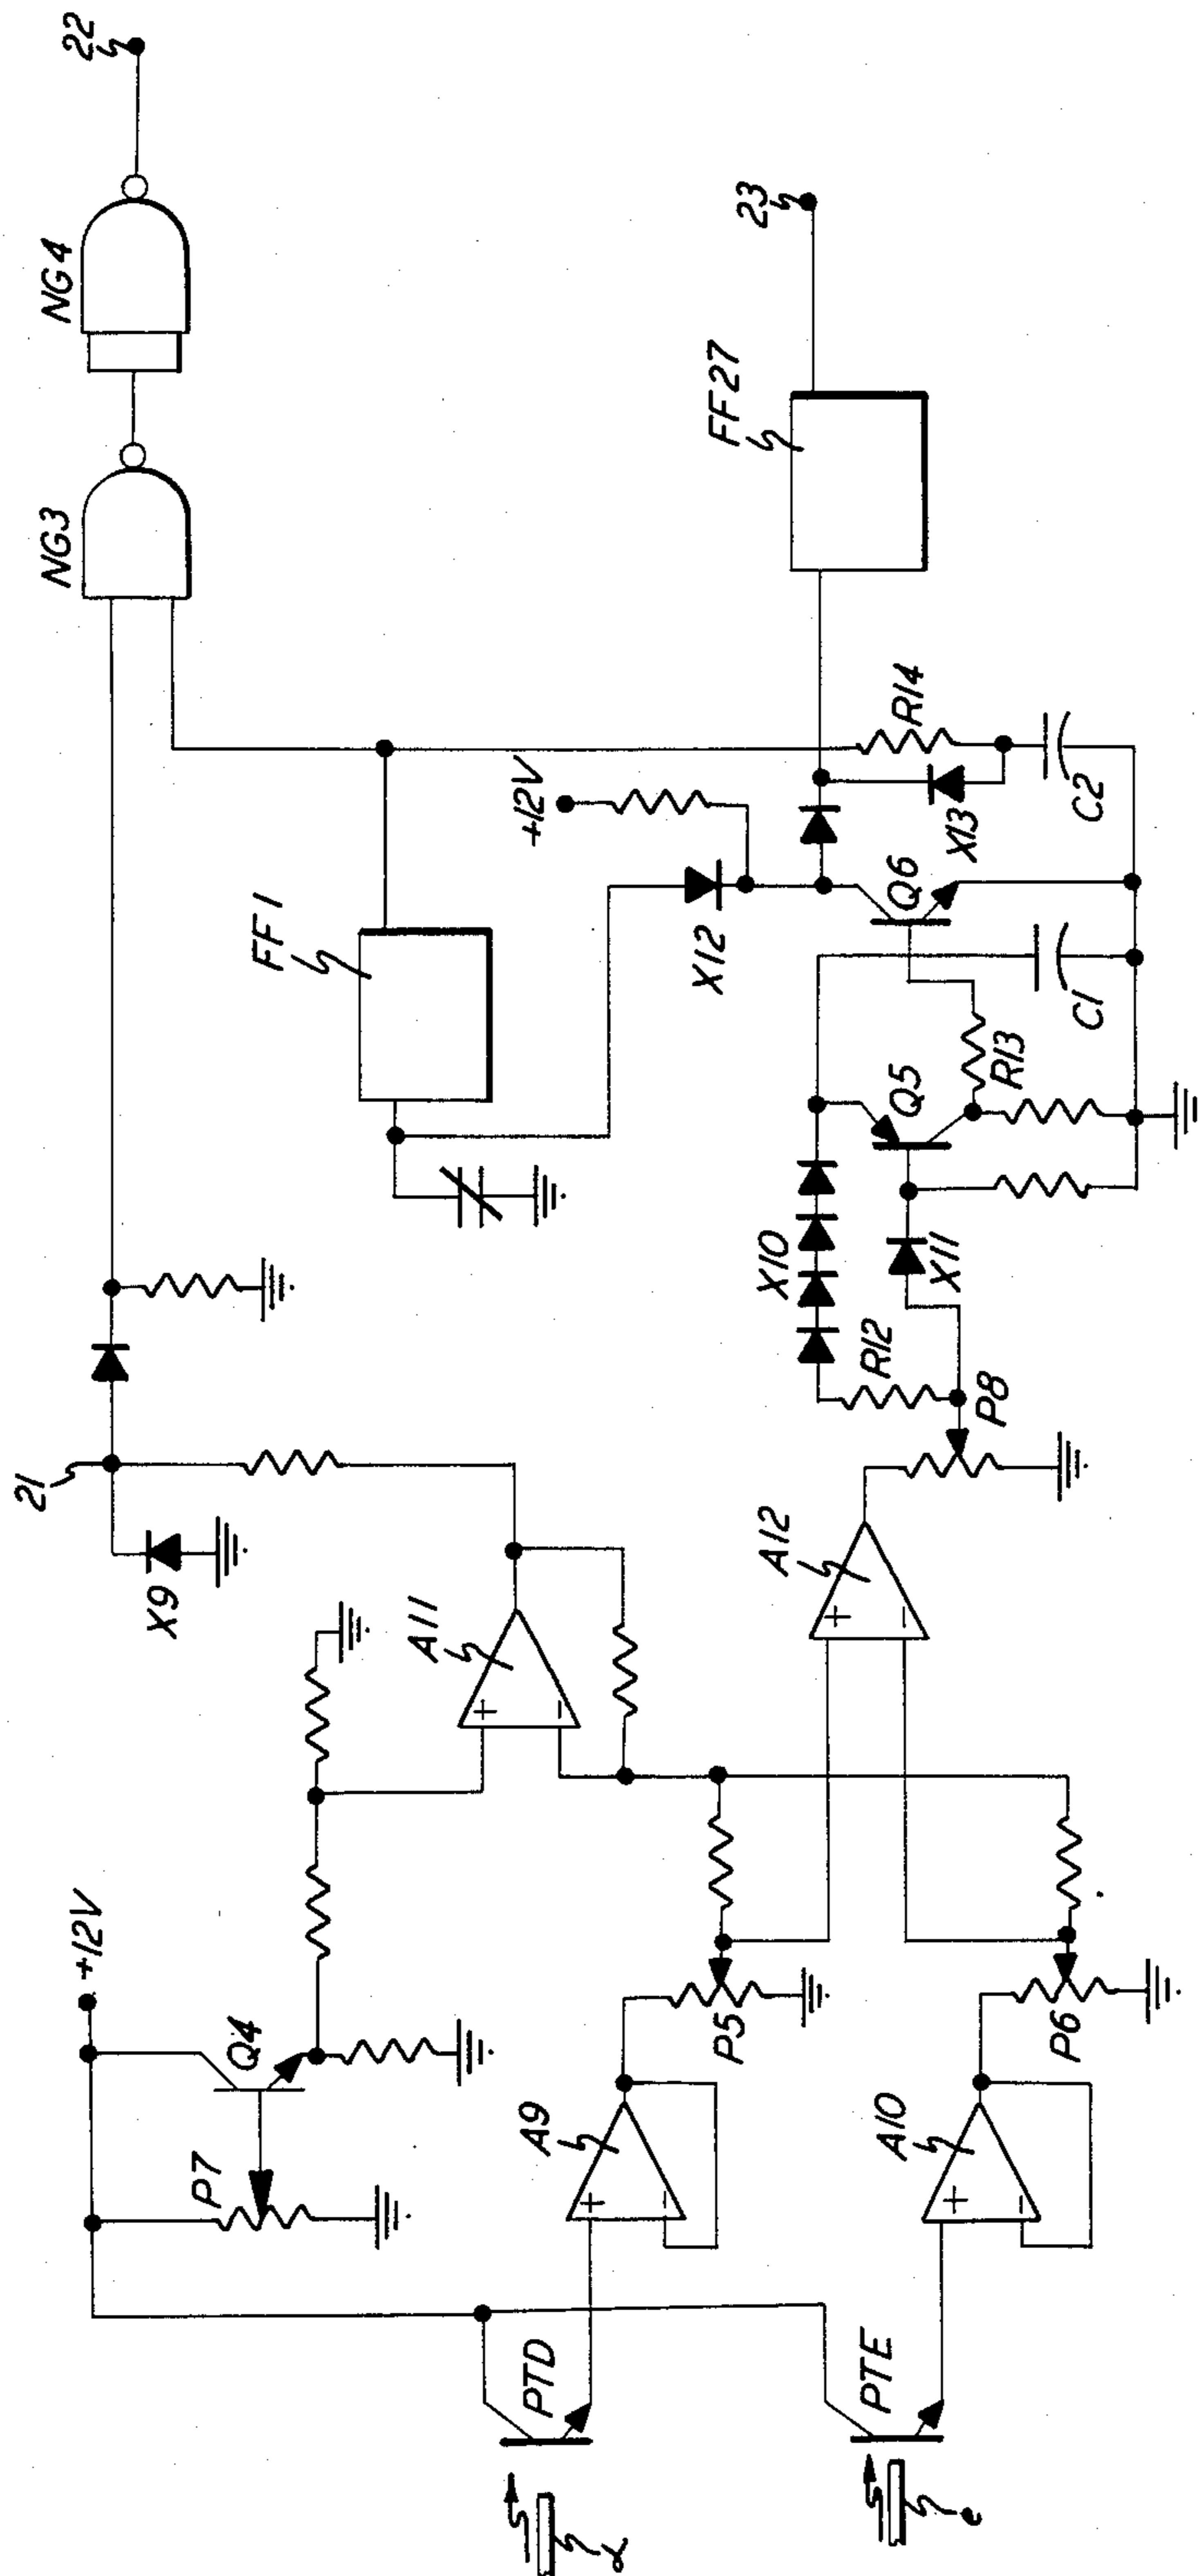 22
NG4
NG3
23
FF27
FF1
+12V
R14
X13
C2
X12
Q6
C1
R13
Q5
X10
X11
R12
P8
21
X9
A11
+
-
A12
+
-
+12V
Q4
P7
P5
P6
A9
+
-
A10
+
-
PTD
PTE
d
e